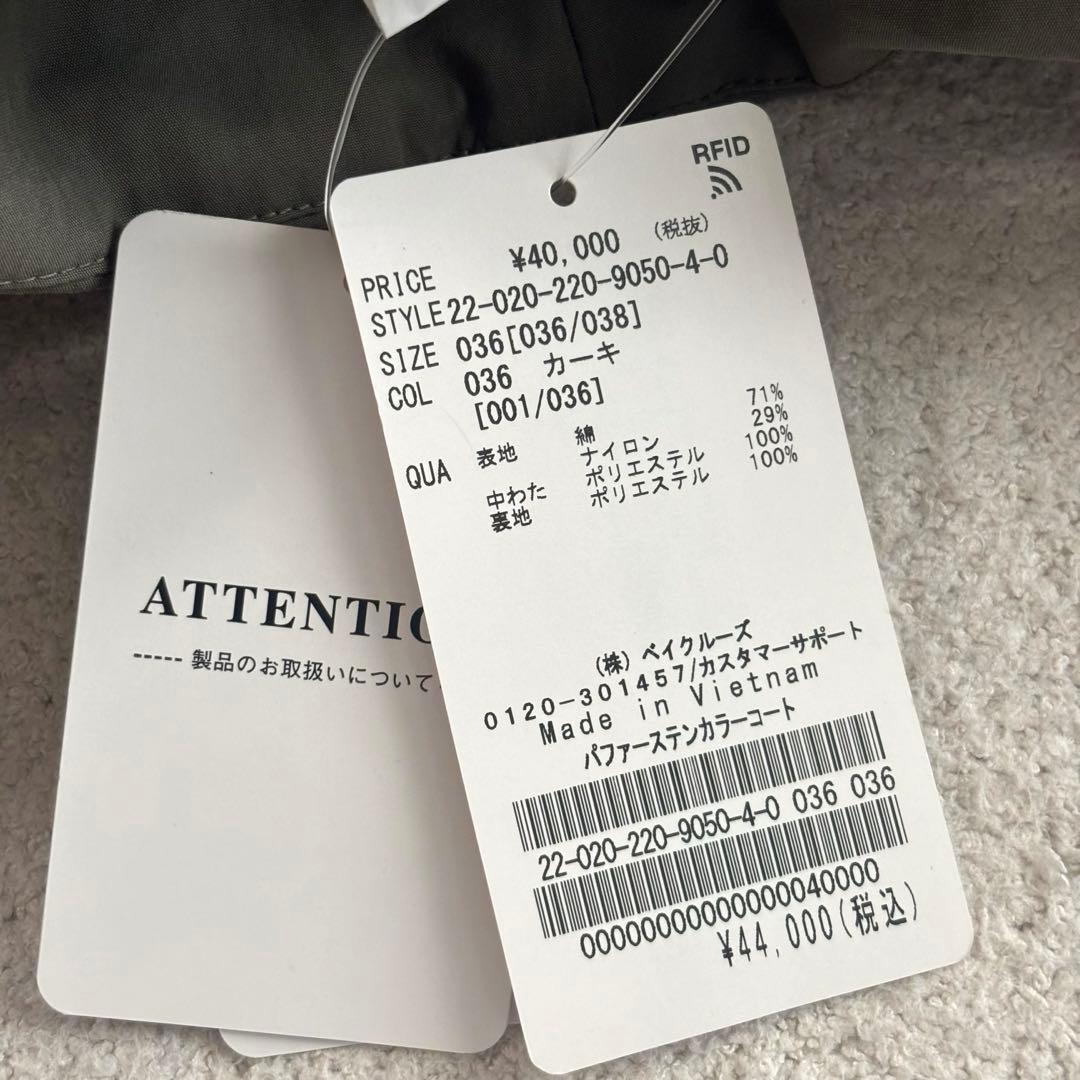 RFID
PRICE ¥40,000 (税抜)
STYLE 22-020-220-9050-4-0
SIZE 036[036/038]
COL 036 カーキ
[001/036]
QUA 表地 綿 71%
ナイロン 29%
中わた ポリエステル 100%
裏地 ポリエステル 100%
(株) ベイクルーズ
0120-301457/カスタマーサポート
Made in Vietnam
パファーステンカラーコート
22-020-220-9050-4-0 036 036
0000000000000040000
¥44,000(税込)
ATTENTIO
----- 製品のお取扱いについて